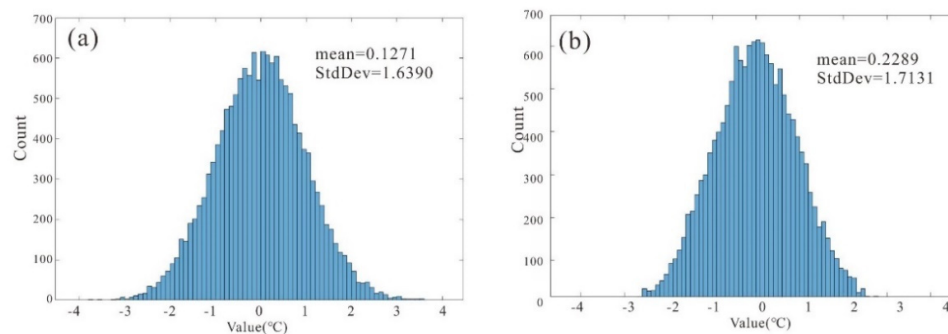 (a)
mean=0.1271
StdDev=1.6390
Count
700
600
500
400
300
200
100
0
-4 -3 -2 -1 0 1 2 3 4
Value(℃)
(b)
mean=0.2289
StdDev=1.7131
Count
700
600
500
400
300
200
100
0
-4 -3 -2 -1 0 1 2 3 4
Value(℃)